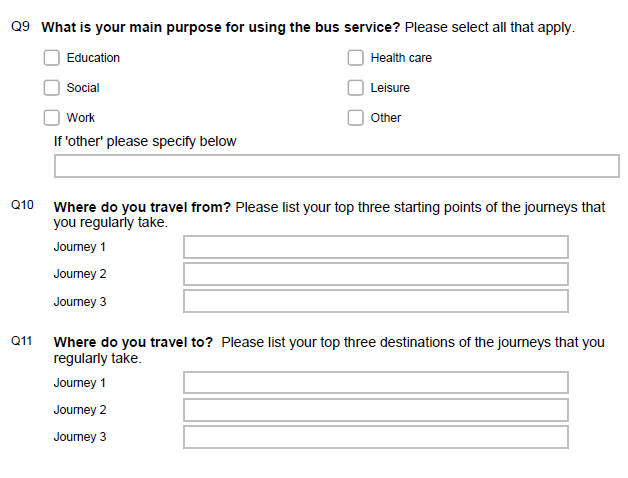 Q9 What is your main purpose for using the bus service? Please select all that apply.
Education Health care
Social Leisure
Work Other
If 'other' please specify below
Q10 Where do you travel from? Please list your top three starting points of the journeys that
you regularly take.
Journey 1
Journey 2
Journey 3
Q11 Where do you travel to? Please list your top three destinations of the journeys that you
regularly take.
Journey 1
Journey 2
Journey 3